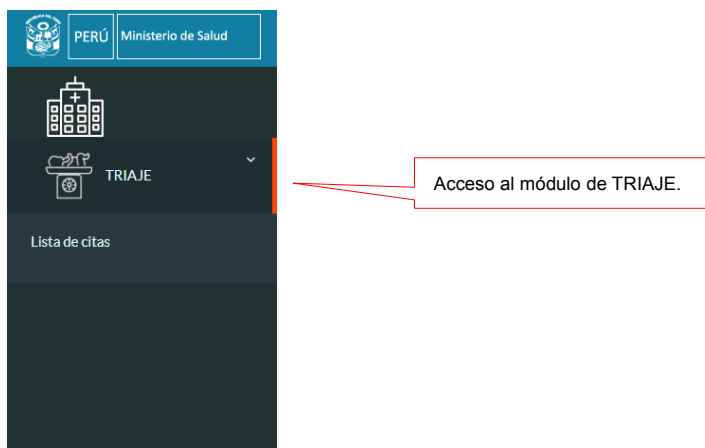 PERÚ Ministerio de Salud
TRIAJE
Acceso al módulo de TRIAJE.
Lista de citas